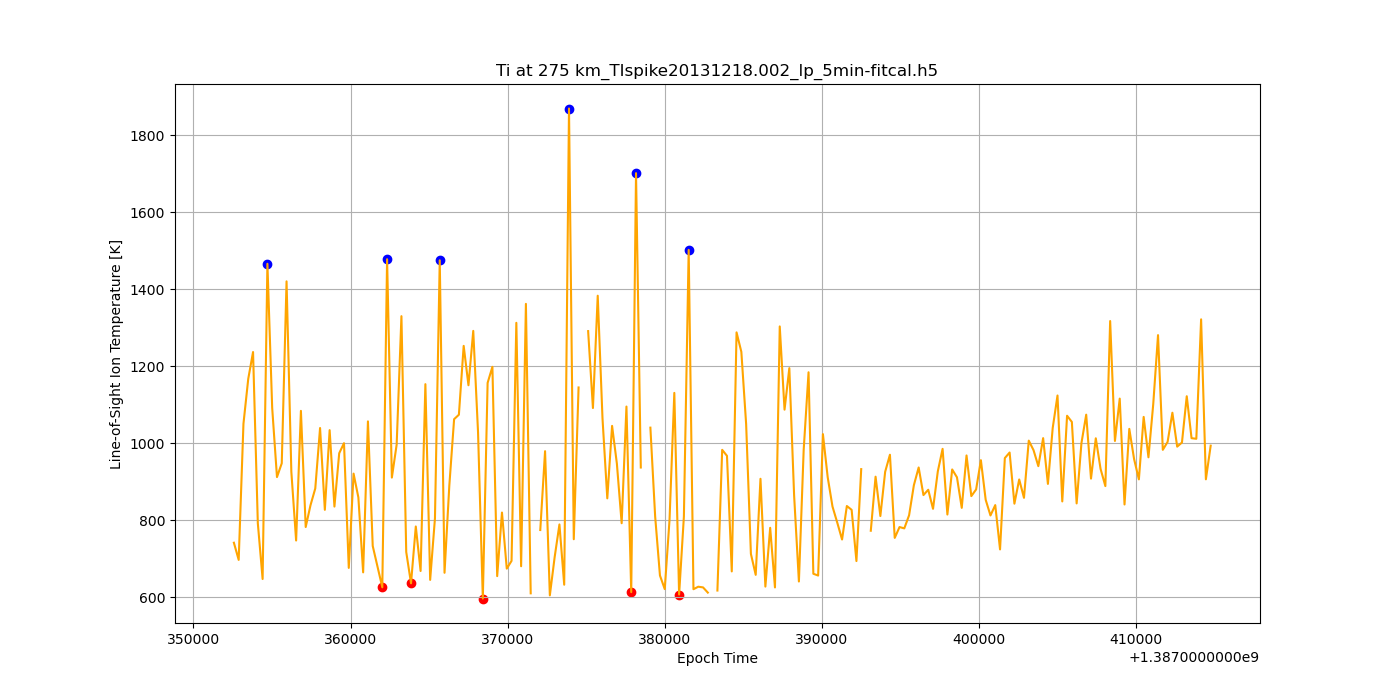 Ti at 275 km_TIspike20131218.002_lp_5min-fitcal.h5
Line-of-Sight Ion Temperature [K]
1800
1600
1400
1200
1000
800
600
350000 360000 370000 380000 390000 400000 410000
Epoch Time
+1.3870000000e9